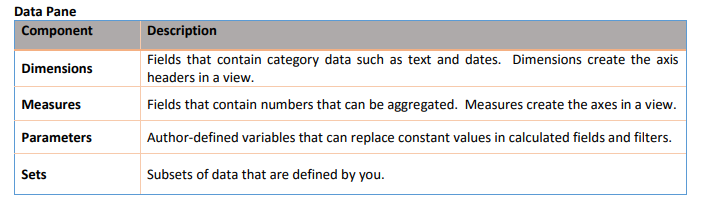 Data Pane
Component Description
Dimensions
Fields that contain category data such as text and dates. Dimensions create the axis
headers in a view.
Measures Fields that contain numbers that can be aggregated. Measures create the axes in a view.
Parameters Author-defined variables that can replace constant values in calculated fields and filters.
Sets Subsets of data that are defined by you.